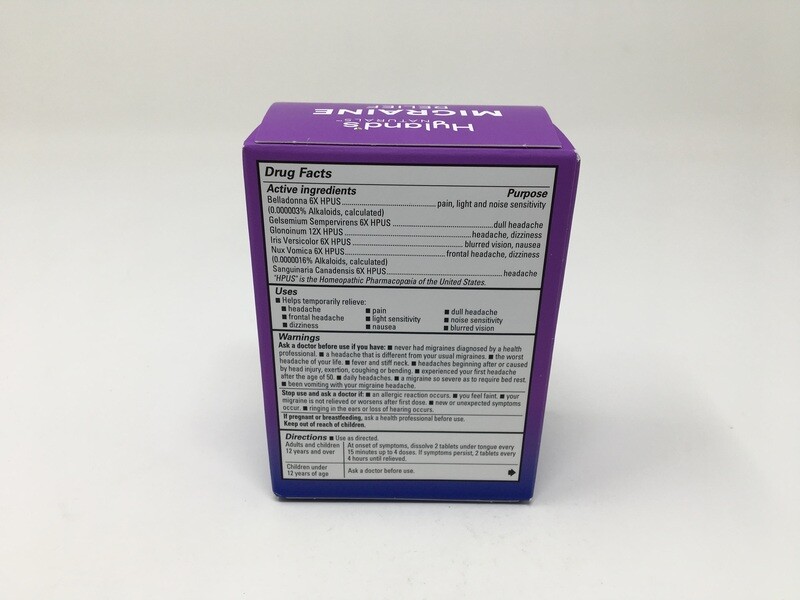 Hyland's
NATURALS™
MICRAINE
RELIEF
Drug Facts
Active ingredients Purpose
Belladonna 6X HPUS pain, light and noise sensitivity
(0.000003% Alkaloids, calculated)
Gelsemium Sempervirens 6X HPUS dull headache
Glonoinum 12X HPUS headache, dizziness
Iris Versicolor 6X HPUS blurred vision, nausea
Nux Vomica 6X HPUS frontal headache, dizziness
(0.0000016% Alkaloids, calculated)
Sanguinaria Canadensis 6X HPUS headache
"HPUS" is the Homeopathic Pharmacopœia of the United States.
Uses
■ Helps temporarily relieve:
■ headache ■ pain ■ dull headache
■ frontal headache ■ light sensitivity ■ noise sensitivity
■ dizziness ■ nausea ■ blurred vision
Warnings
Ask a doctor before use if you have: ■ never had migraines diagnosed by a health
professional. ■ a headache that is different from your usual migraines. ■ the worst
headache of your life. ■ fever and stiff neck. ■ headaches beginning after or caused
by head injury, exertion, coughing or bending. ■ experienced your first headache
after the age of 50. ■ daily headaches. ■ a migraine so severe as to require bed rest.
■ been vomiting with your migraine headache.
Stop use and ask a doctor if: ■ an allergic reaction occurs. ■ you feel faint. ■ your
migraine is not relieved or worsens after first dose. ■ new or unexpected symptoms
occur. ■ ringing in the ears or loss of hearing occurs.
If pregnant or breastfeeding, ask a health professional before use.
Keep out of reach of children.
Directions ■ Use as directed.
Adults and children At onset of symptoms, dissolve 2 tablets under tongue every
12 years and over 15 minutes up to 4 doses. If symptoms persist, 2 tablets every
4 hours until relieved.
Children under Ask a doctor before use.
12 years of age